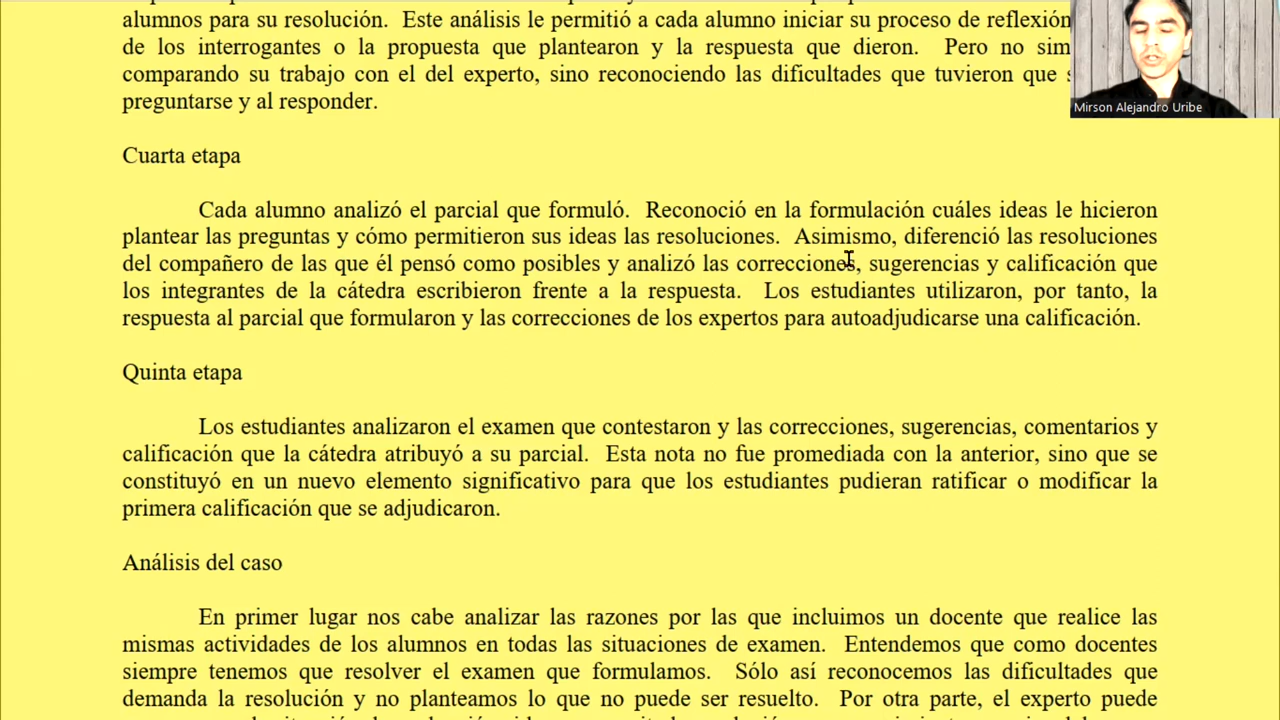 alumnos para su resolución.  Este análisis le permitió a cada alumno iniciar su proceso de reflexión
de los interrogantes o la propuesta que plantearon y la respuesta que dieron.  Pero no sim
comparando su trabajo con el del experto, sino reconociendo las dificultades que tuvieron que s
preguntarse y al responder.
Mirson Alejandro Uribe
Cuarta etapa
Cada alumno analizó el parcial que formuló.  Reconoció en la formulación cuáles ideas le hicieron
plantear las preguntas y cómo permitieron sus ideas las resoluciones.  Asimismo, diferenció las resoluciones
del compañero de las que él pensó como posibles y analizó las correcciones, sugerencias y calificación que
los integrantes de la cátedra escribieron frente a la respuesta.  Los estudiantes utilizaron, por tanto, la
respuesta al parcial que formularon y las correcciones de los expertos para autoadjudicarse una calificación.
Quinta etapa
Los estudiantes analizaron el examen que contestaron y las correcciones, sugerencias, comentarios y
calificación que la cátedra atribuyó a su parcial.  Esta nota no fue promediada con la anterior, sino que se
constituyó en un nuevo elemento significativo para que los estudiantes pudieran ratificar o modificar la
primera calificación que se adjudicaron.
Análisis del caso
En primer lugar nos cabe analizar las razones por las que incluimos un docente que realice las
mismas actividades de los alumnos en todas las situaciones de examen.  Entendemos que como docentes
siempre tenemos que resolver el examen que formulamos.  Sólo así reconocemos las dificultades que
demanda la resolución y no planteamos lo que no puede ser resuelto.  Por otra parte, el experto puede